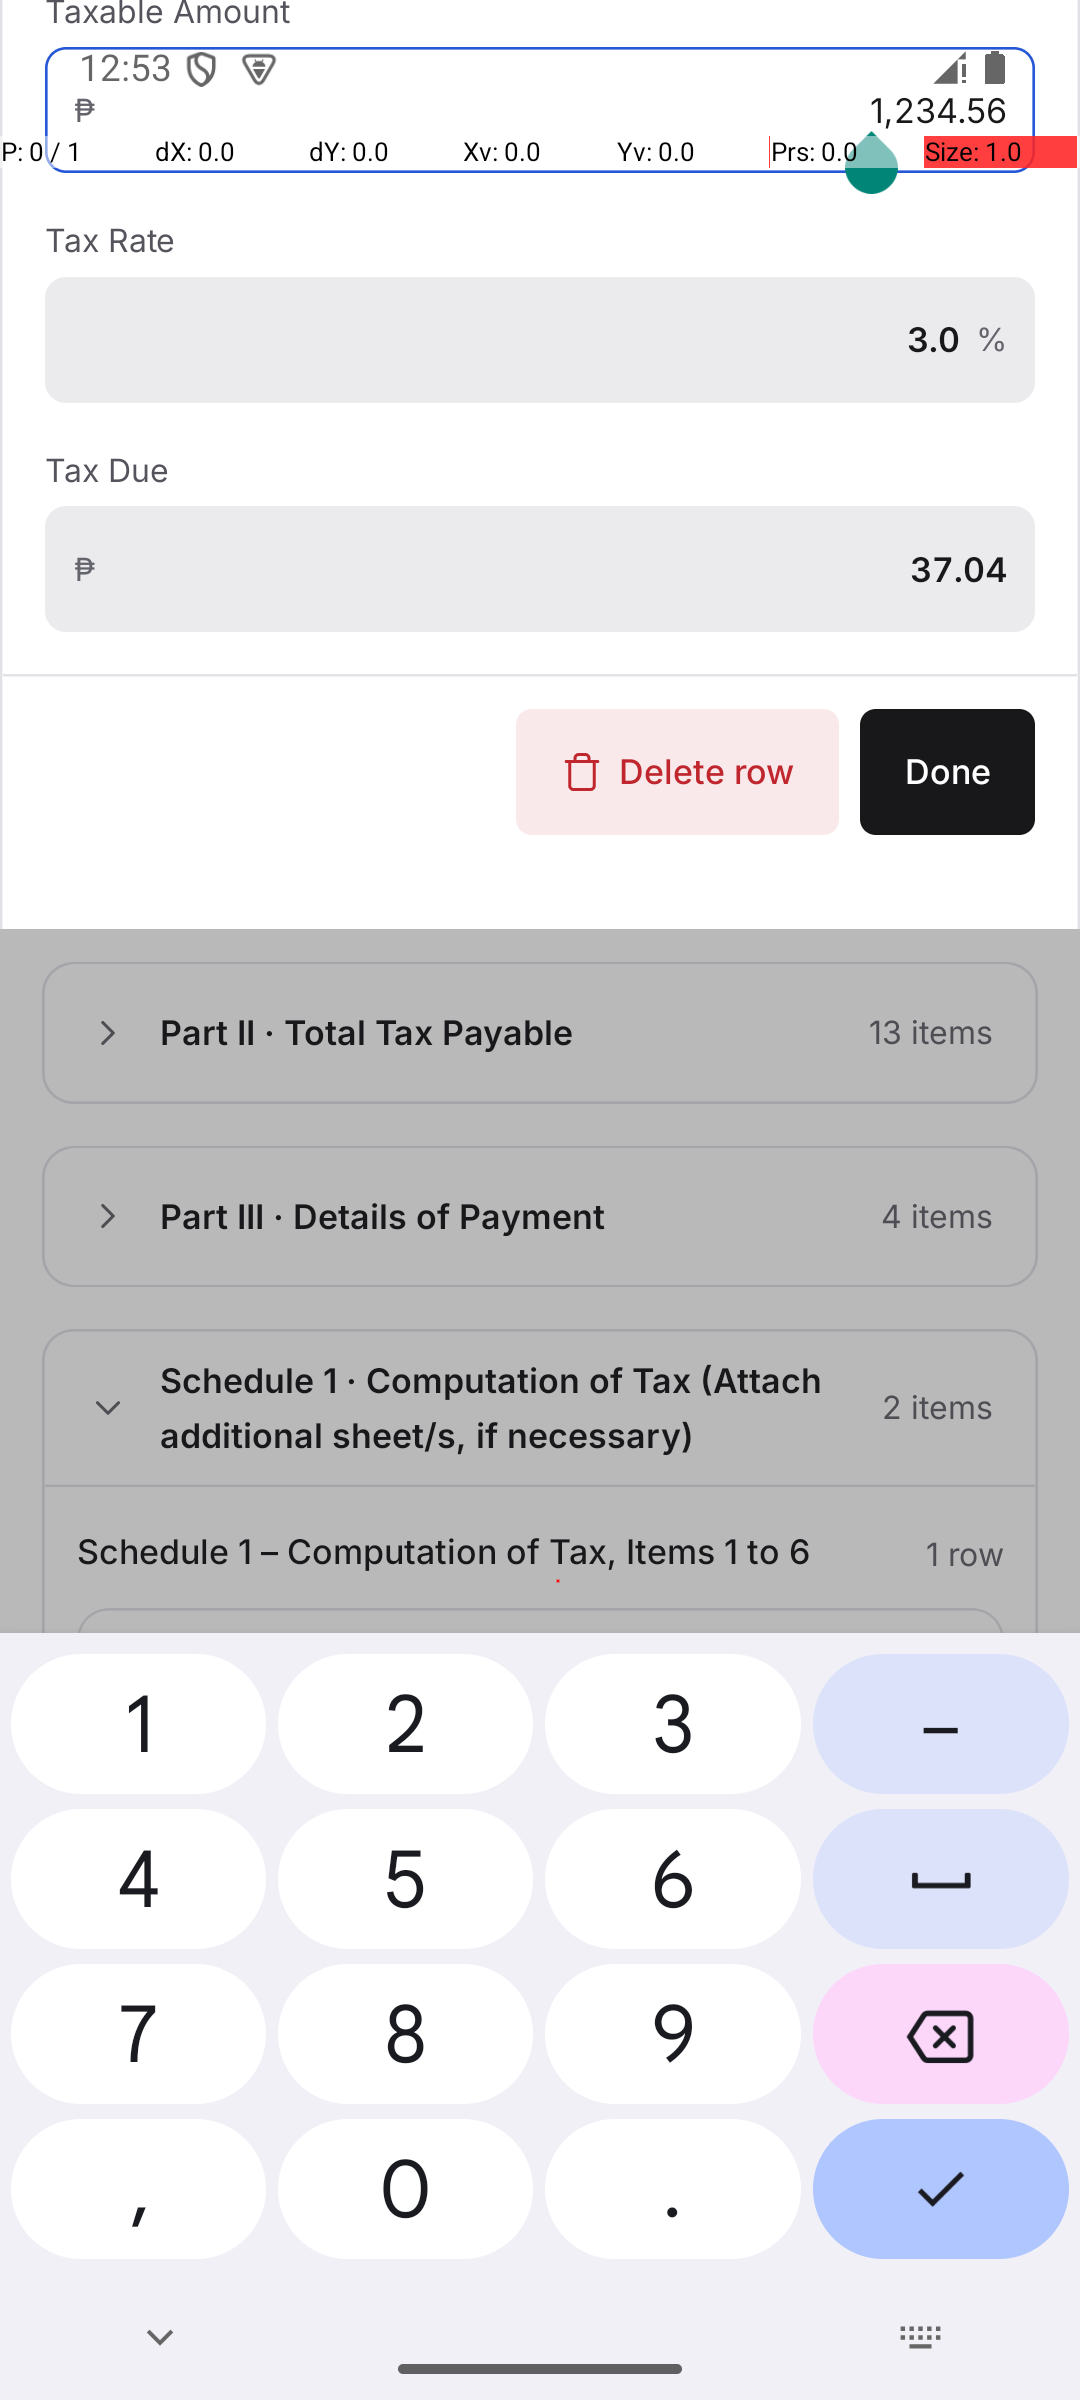 Taxable Amount
12:53
₱ 1,234.56
P: 0 / 1 dX: 0.0 dY: 0.0 Xv: 0.0 Yv: 0.0 Prs: 0.0 Size: 1.0
Tax Rate
3.0 %
Tax Due
₱ 37.04
Delete row Done
Part II · Total Tax Payable 13 items
Part III · Details of Payment 4 items
Schedule 1 · Computation of Tax (Attach
additional sheet/s, if necessary) 2 items
Schedule 1 – Computation of Tax, Items 1 to 6 1 row
1 2 3 –
4 5 6
7 8 9
, 0 .